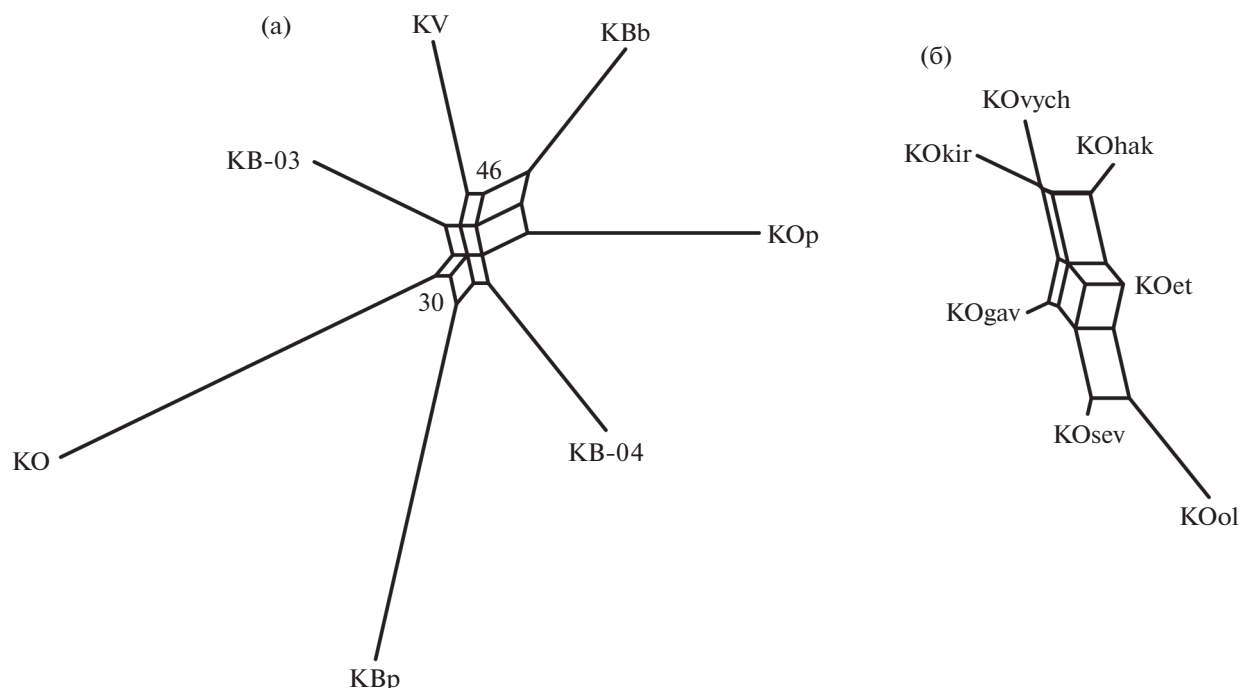 (а)
KV
KBb
KB-03
46
KOp
30
KO
KB-04
KBp
(б)
KOvych
KOkir
KOhak
KOet
KOgav
KOsev
KOol